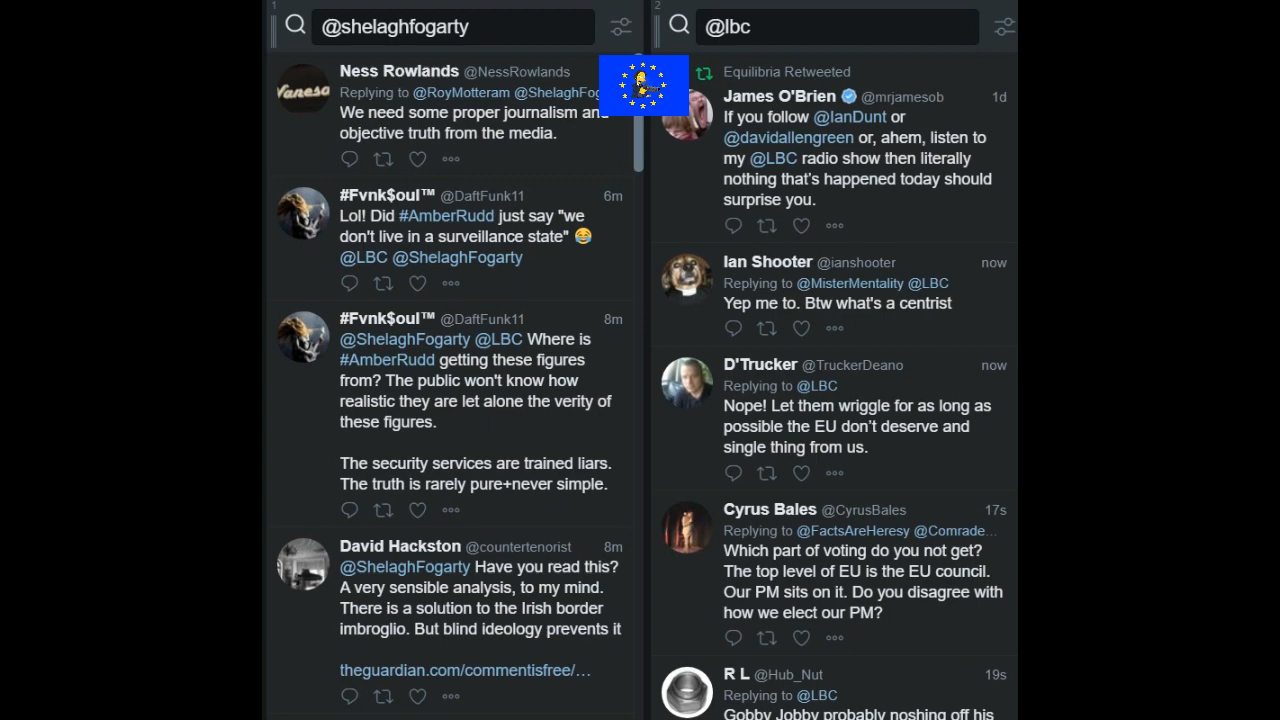 1
@shelaghfogarty
Ness Rowlands @NessRowlands
Replying to @RoyMotteram @ShelaghFog
We need some proper journalism and
objective truth from the media.
#Fvnk$oul™ @DaftFunk11 6m
Lol! Did #AmberRudd just say "we
don't live in a surveillance state" 😂
@LBC @ShelaghFogarty
#Fvnk$oul™ @DaftFunk11 8m
@ShelaghFogarty @LBC Where is
#AmberRudd getting these figures
from? The public won't know how
realistic they are let alone the verity of
these figures.
The security services are trained liars.
The truth is rarely pure+never simple.
David Hackston @countertenorist 8m
@ShelaghFogarty Have you read this?
A very sensible analysis, to my mind.
There is a solution to the Irish border
imbroglio. But blind ideology prevents it
theguardian.com/commentisfree/…
2
@lbc
Equilibria Retweeted
James O'Brien @mrjamesob 1d
If you follow @IanDunt or
@davidallengreen or, ahem, listen to
my @LBC radio show then literally
nothing that's happened today should
surprise you.
Ian Shooter @ianshooter now
Replying to @MisterMentality @LBC
Yep me to. Btw what's a centrist
D'Trucker @TruckerDeano now
Replying to @LBC
Nope! Let them wriggle for as long as
possible the EU don't deserve and
single thing from us.
Cyrus Bales @CyrusBales 17s
Replying to @FactsAreHeresy @Comrade…
Which part of voting do you not get?
The top level of EU is the EU council.
Our PM sits on it. Do you disagree with
how we elect our PM?
R L @Hub_Nut 19s
Replying to @LBC
Gobby Jobby probably noshing off his